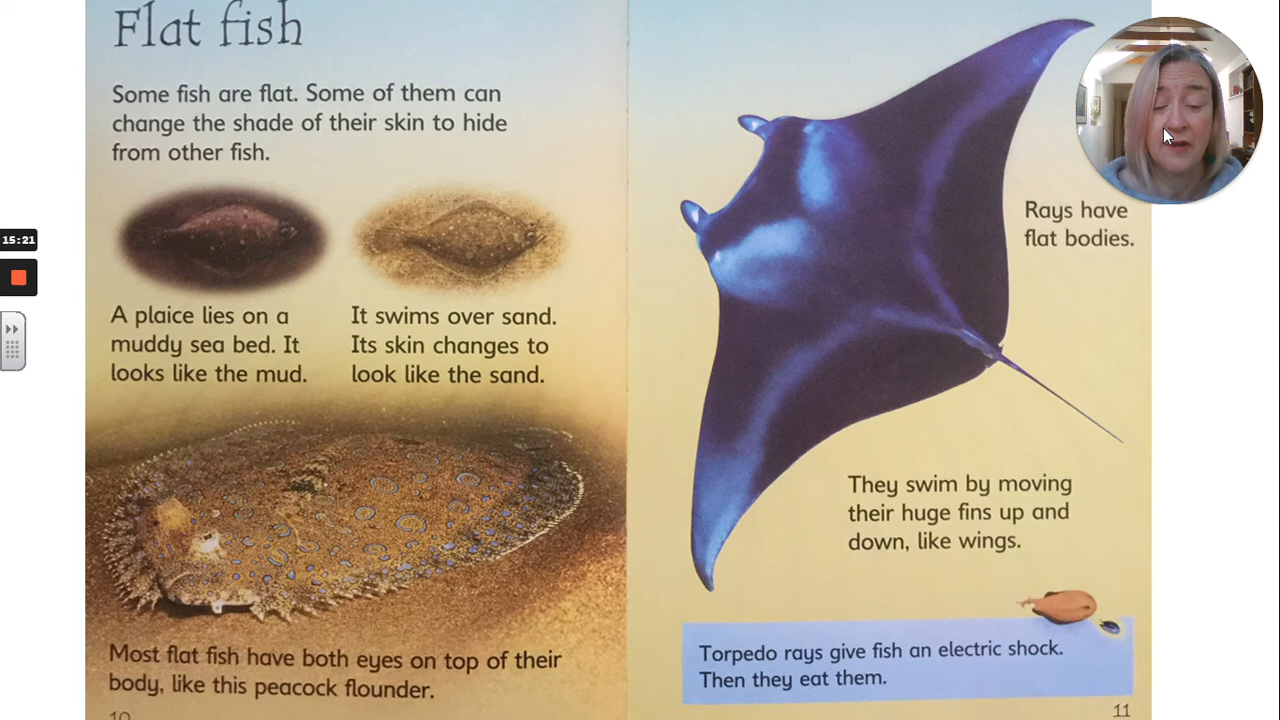 Flat fish
Some fish are flat. Some of them can
change the shade of their skin to hide
from other fish.
A plaice lies on a
muddy sea bed. It
looks like the mud.
It swims over sand.
Its skin changes to
look like the sand.
Most flat fish have both eyes on top of their
body, like this peacock flounder.
10
Rays have
flat bodies.
They swim by moving
their huge fins up and
down, like wings.
Torpedo rays give fish an electric shock.
Then they eat them.
11
15:21